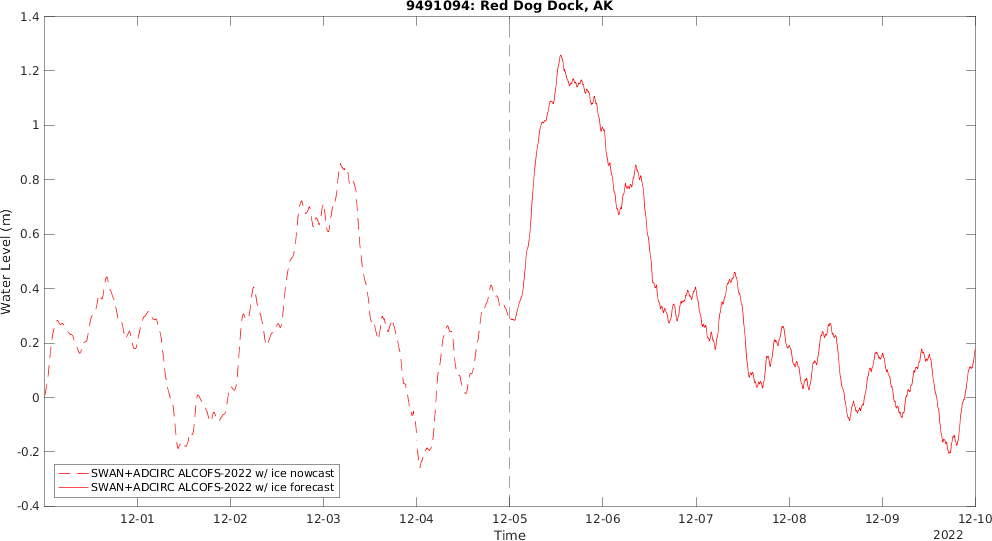 9491094: Red Dog Dock, AK
1.4
1.2
1
0.8
0.6
0.4
0.2
0
-0.2
-0.4
Water Level (m)
SWAN+ADCIRC ALCOFS-2022 w/ ice nowcast
SWAN+ADCIRC ALCOFS-2022 w/ ice forecast
12-01 12-02 12-03 12-04 12-05 12-06 12-07 12-08 12-09 12-10
Time
2022